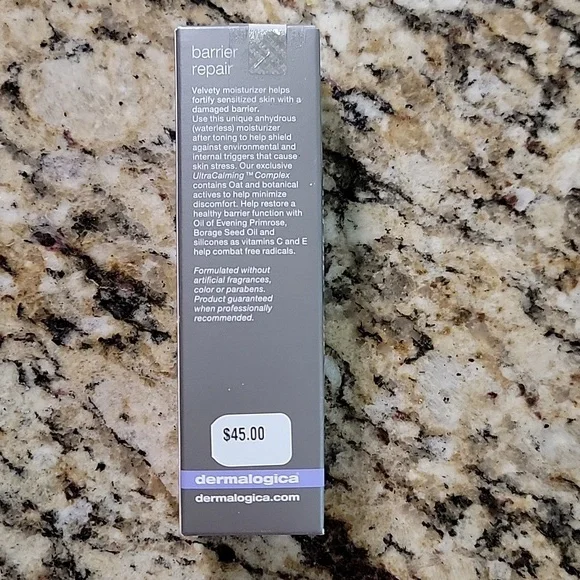 barrier
repair
Velvety moisturizer helps
fortify sensitized skin with a
damaged barrier.
Use this unique anhydrous
(waterless) moisturizer
after toning to help shield
against environmental and
internal triggers that cause
skin stress. Our exclusive
UltraCalming™ Complex
contains Oat and botanical
actives to help minimize
discomfort. Help restore a
healthy barrier function with
Oil of Evening Primrose,
Borage Seed Oil and
silicones as vitamins C and E
help combat free radicals.
Formulated without
artificial fragrances,
color or parabens.
Product guaranteed
when professionally
recommended.
$45.00
dermalogica®
dermalogica.com